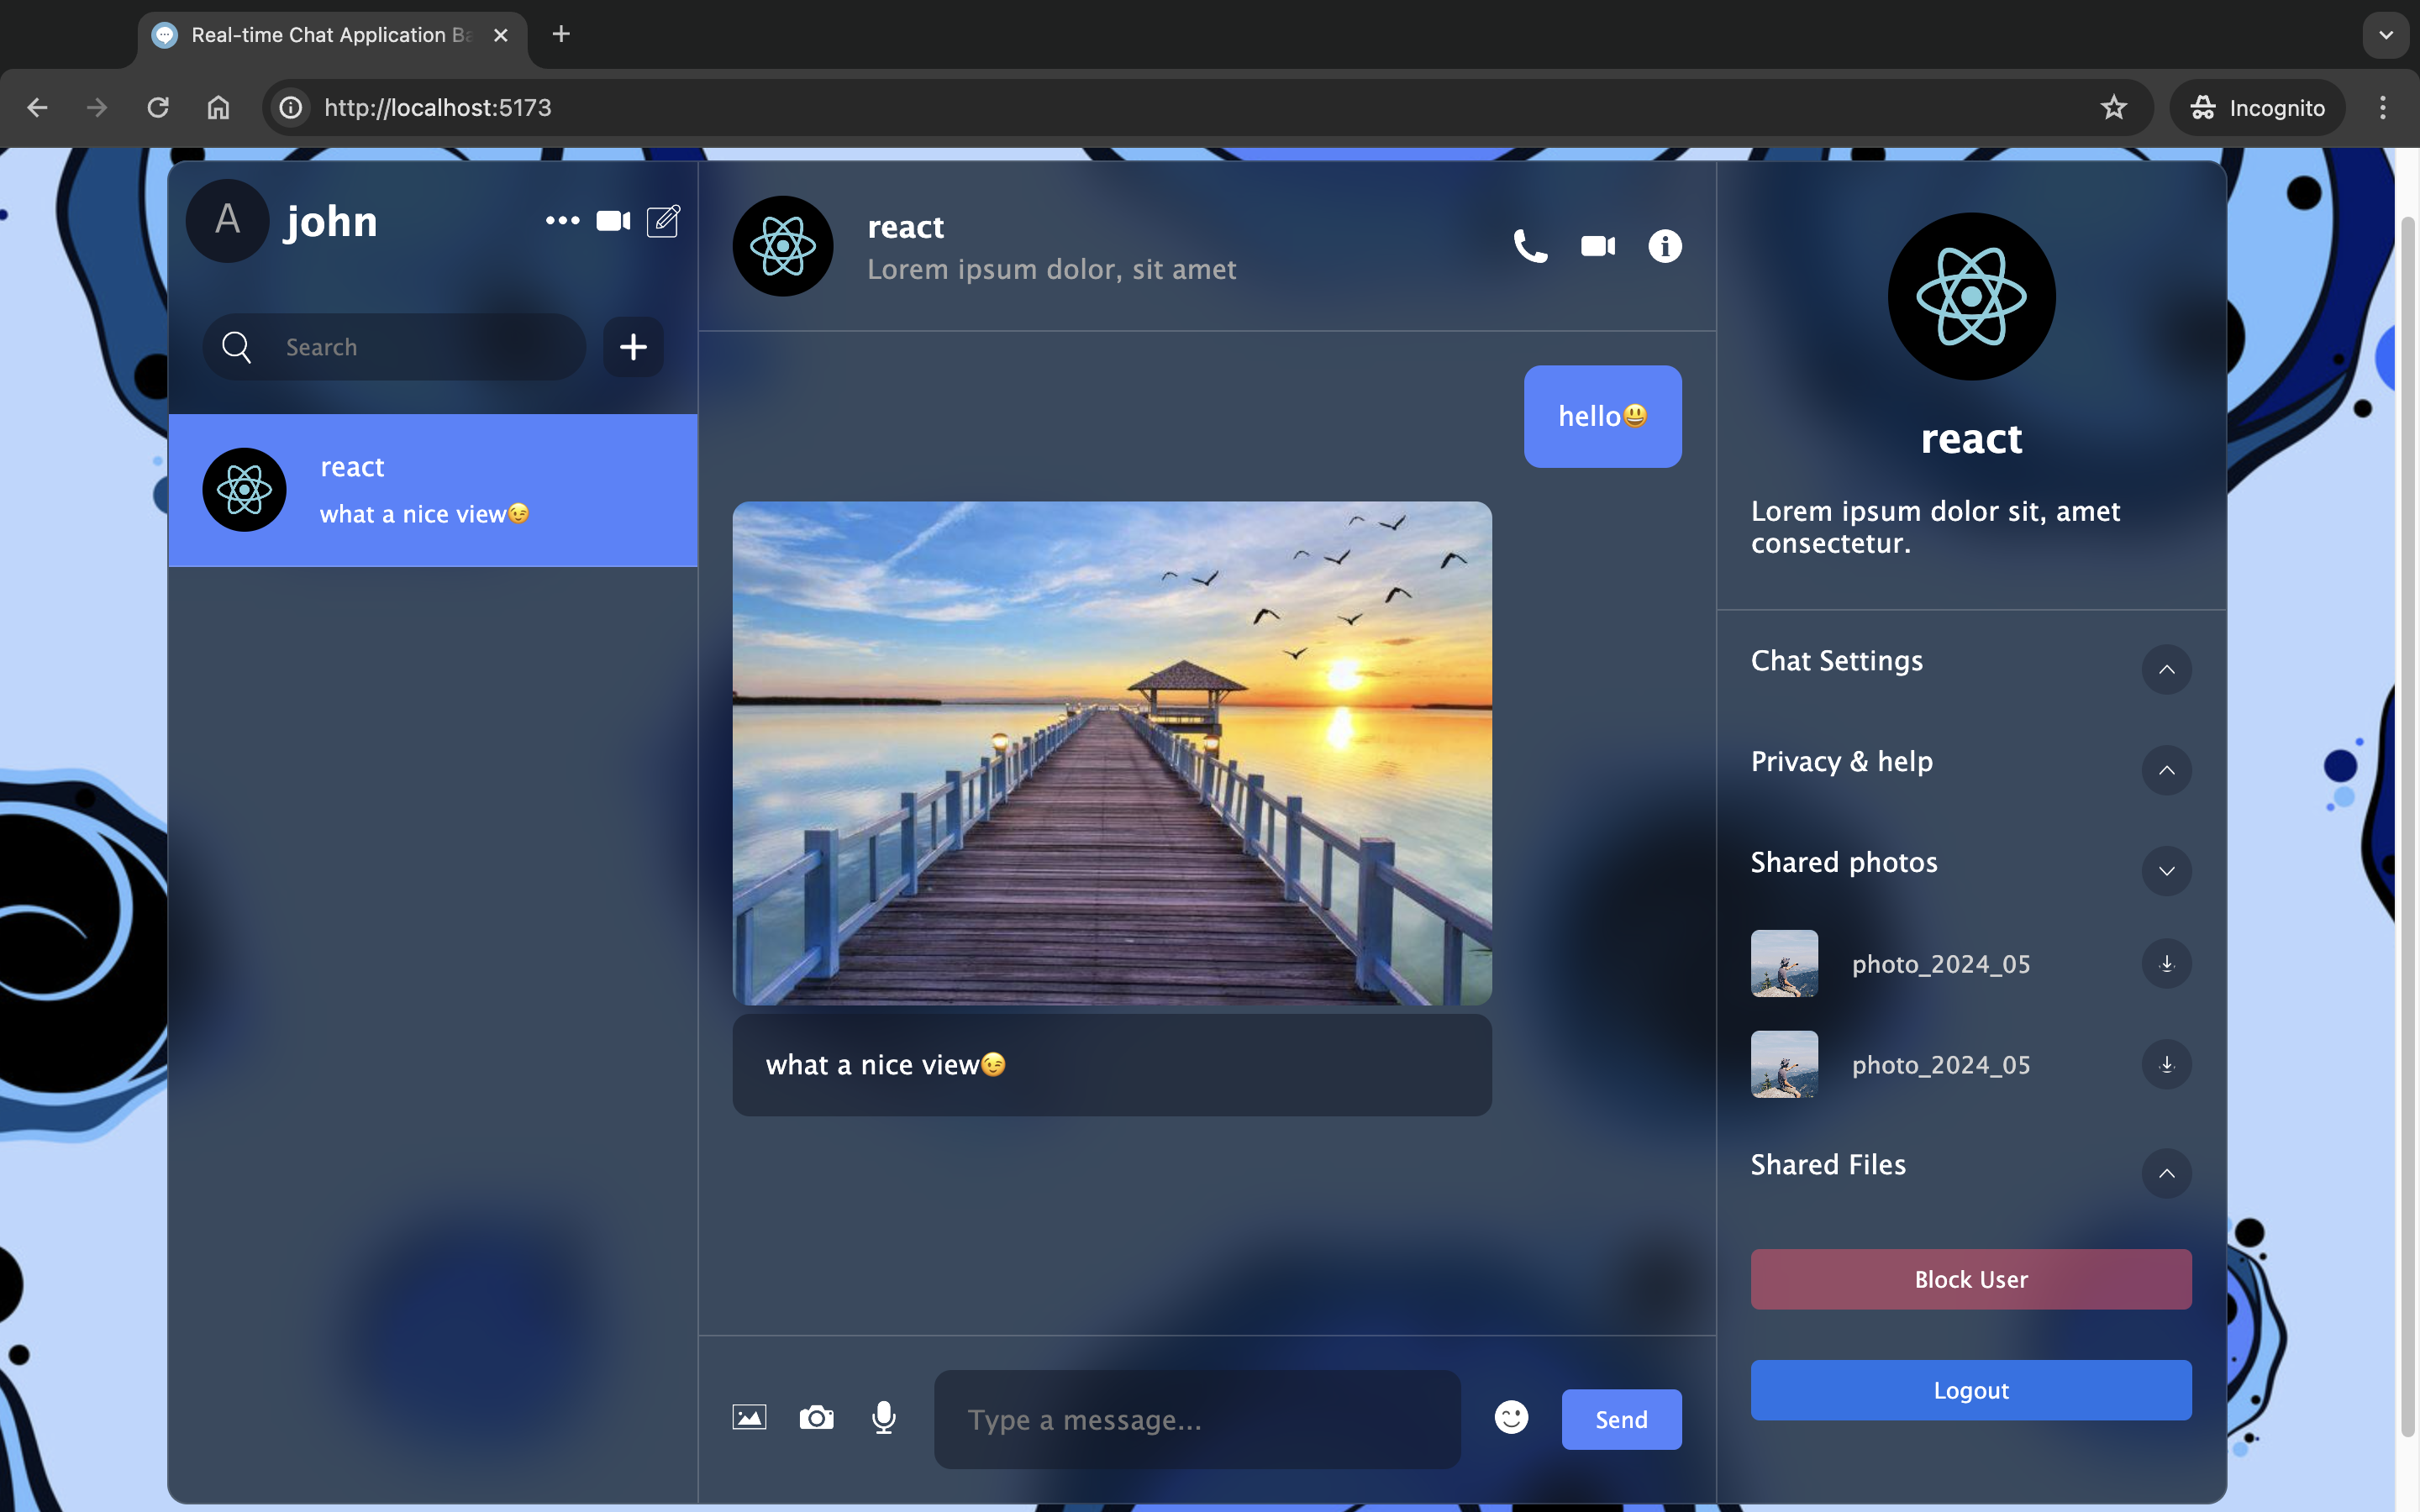 Real-time Chat Application Ba
http://localhost:5173
Incognito
A
john
Search
react
what a nice view😉
react
Lorem ipsum dolor, sit amet
hello😃
what a nice view😉
Type a message...
Send
react
Lorem ipsum dolor sit, amet
consectetur.
Chat Settings
Privacy & help
Shared photos
photo_2024_05
photo_2024_05
Shared Files
Block User
Logout